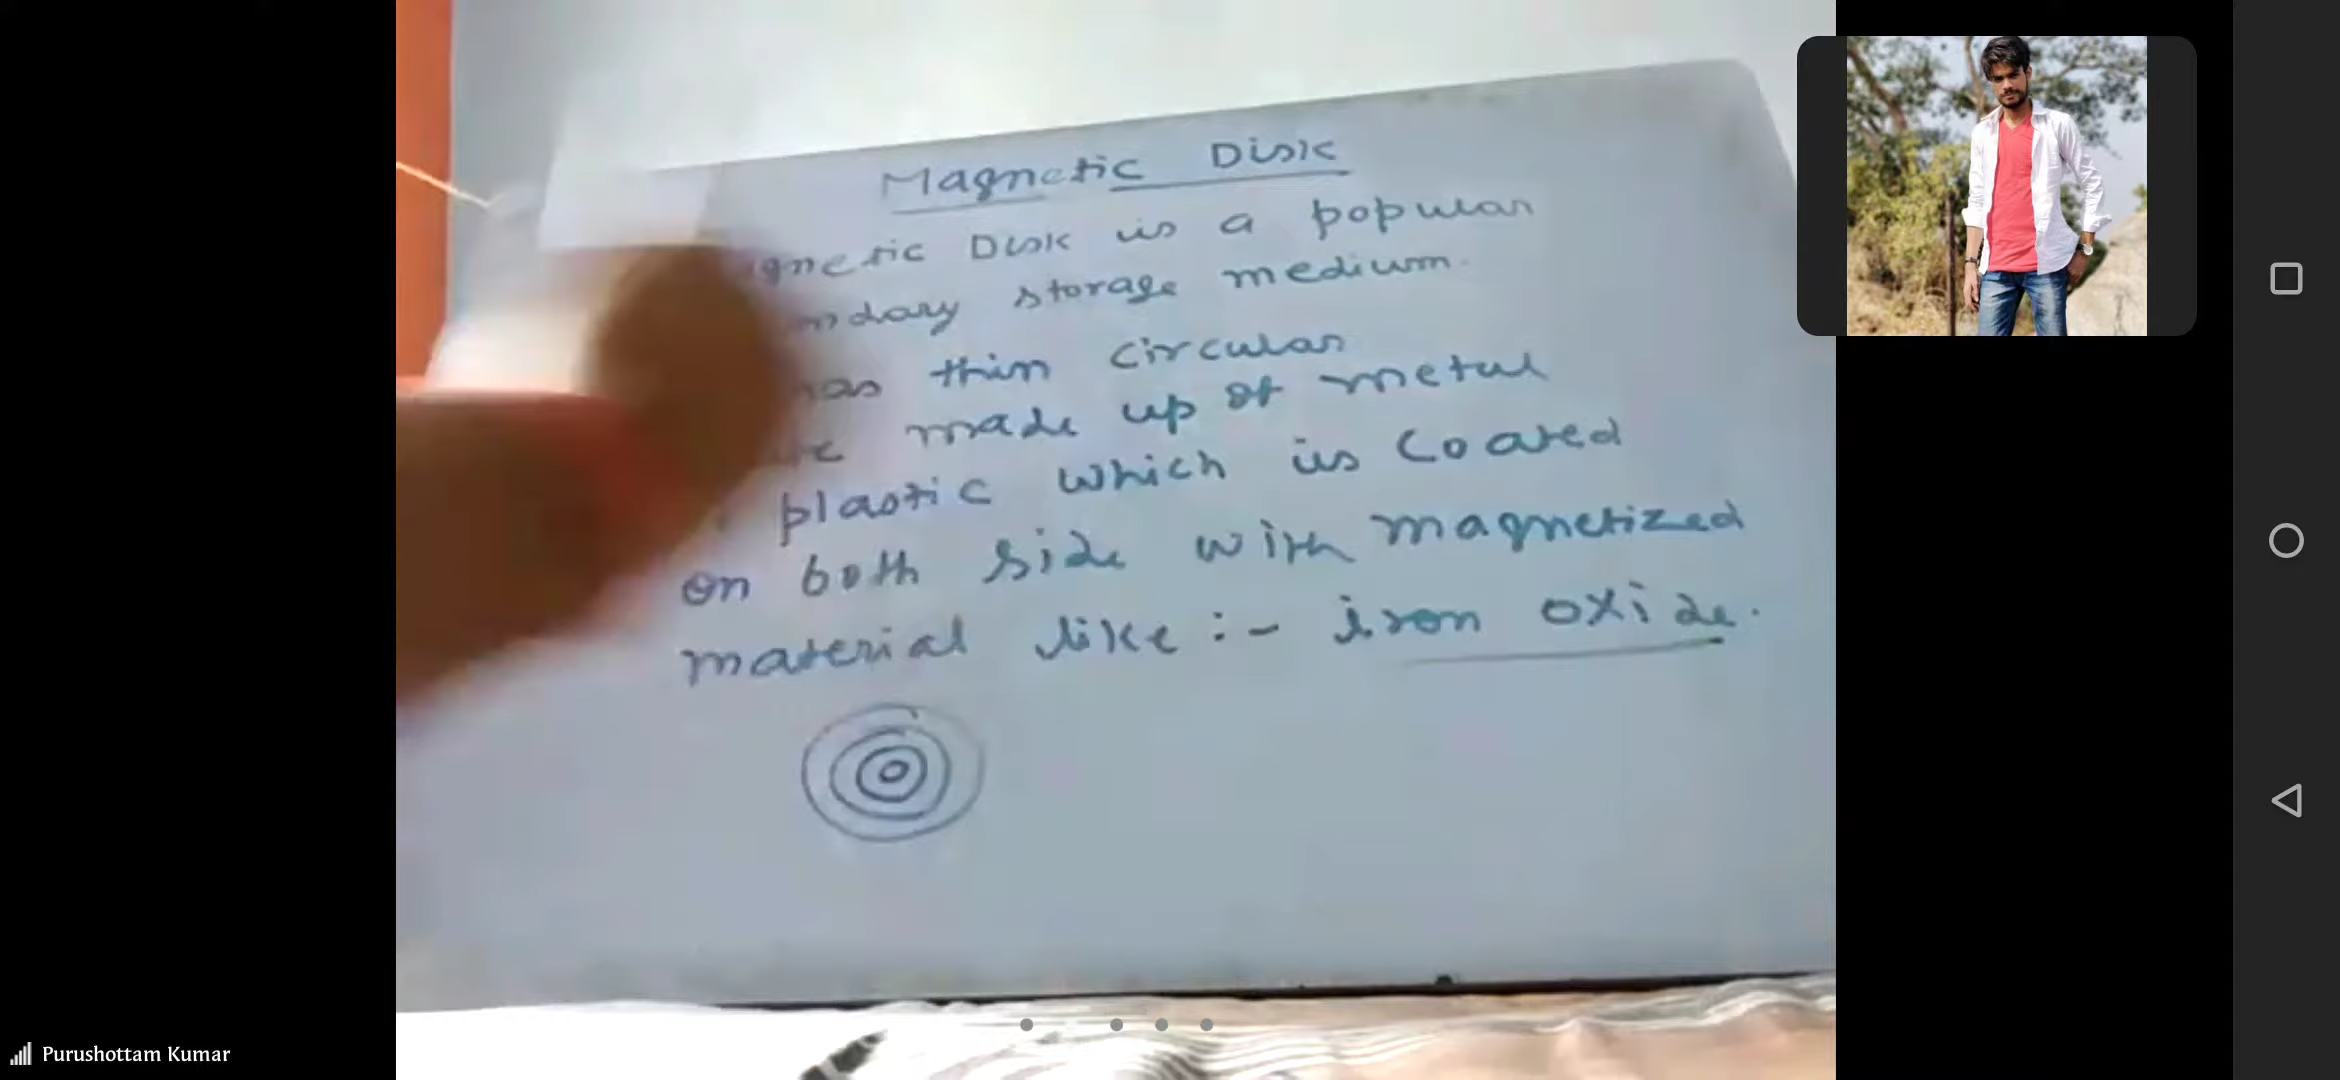 Magnetic Disk
gnetic Disk is a popular
ndary storage medium.
has thin circular
made up of metal
plastic which is coated
on both side with magnetized
material like :- iron oxide.
Purushottam Kumar